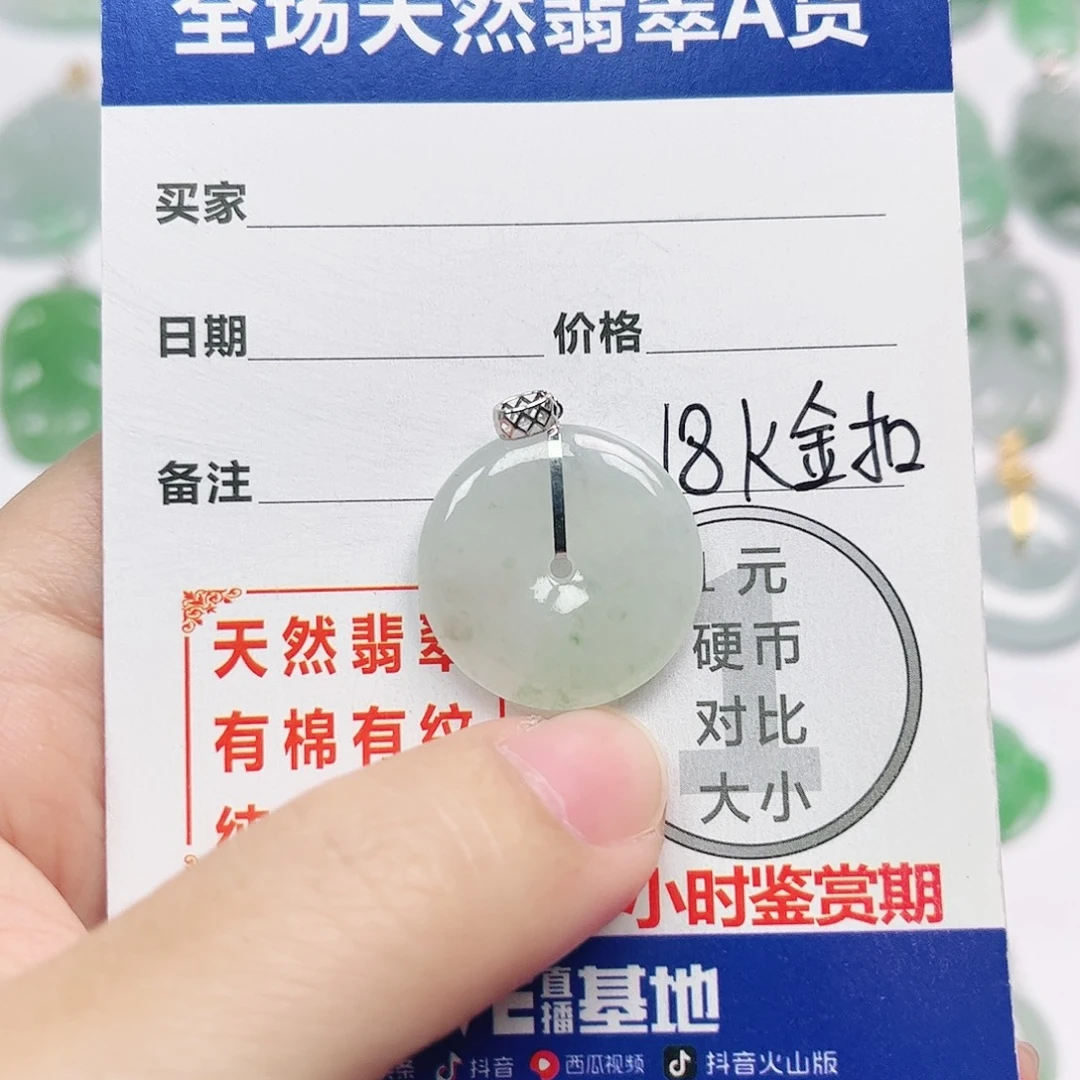 全场天然翡翠A货
买家
日期 价格
备注 18K金扣
天然翡翠
有棉有纹
元
硬币
对比
大小
小时鉴赏期
直播基地
抖音 西瓜视频 抖音火山版